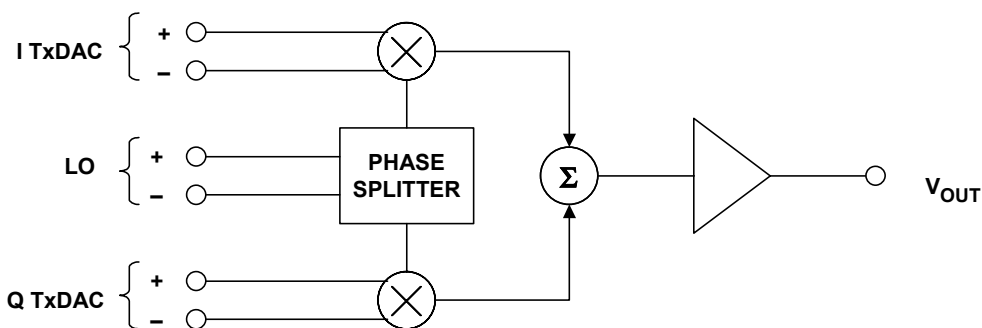 I TxDAC
+
–
LO
+
–
Q TxDAC
+
–
PHASE
SPLITTER
Σ
VOUT